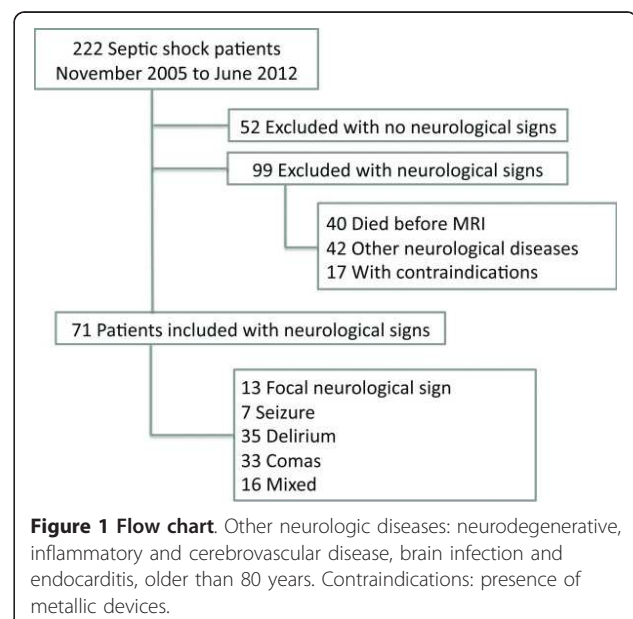 222 Septic shock patients
November 2005 to June 2012
52 Excluded with no neurological signs
99 Excluded with neurological signs
40 Died before MRI
42 Other neurological diseases
17 With contraindications
71 Patients included with neurological signs
13 Focal neurological sign
7 Seizure
35 Delirium
33 Comas
16 Mixed
Figure 1 Flow chart. Other neurologic diseases: neurodegenerative,
inflammatory and cerebrovascular disease, brain infection and
endocarditis, older than 80 years. Contraindications: presence of
metallic devices.